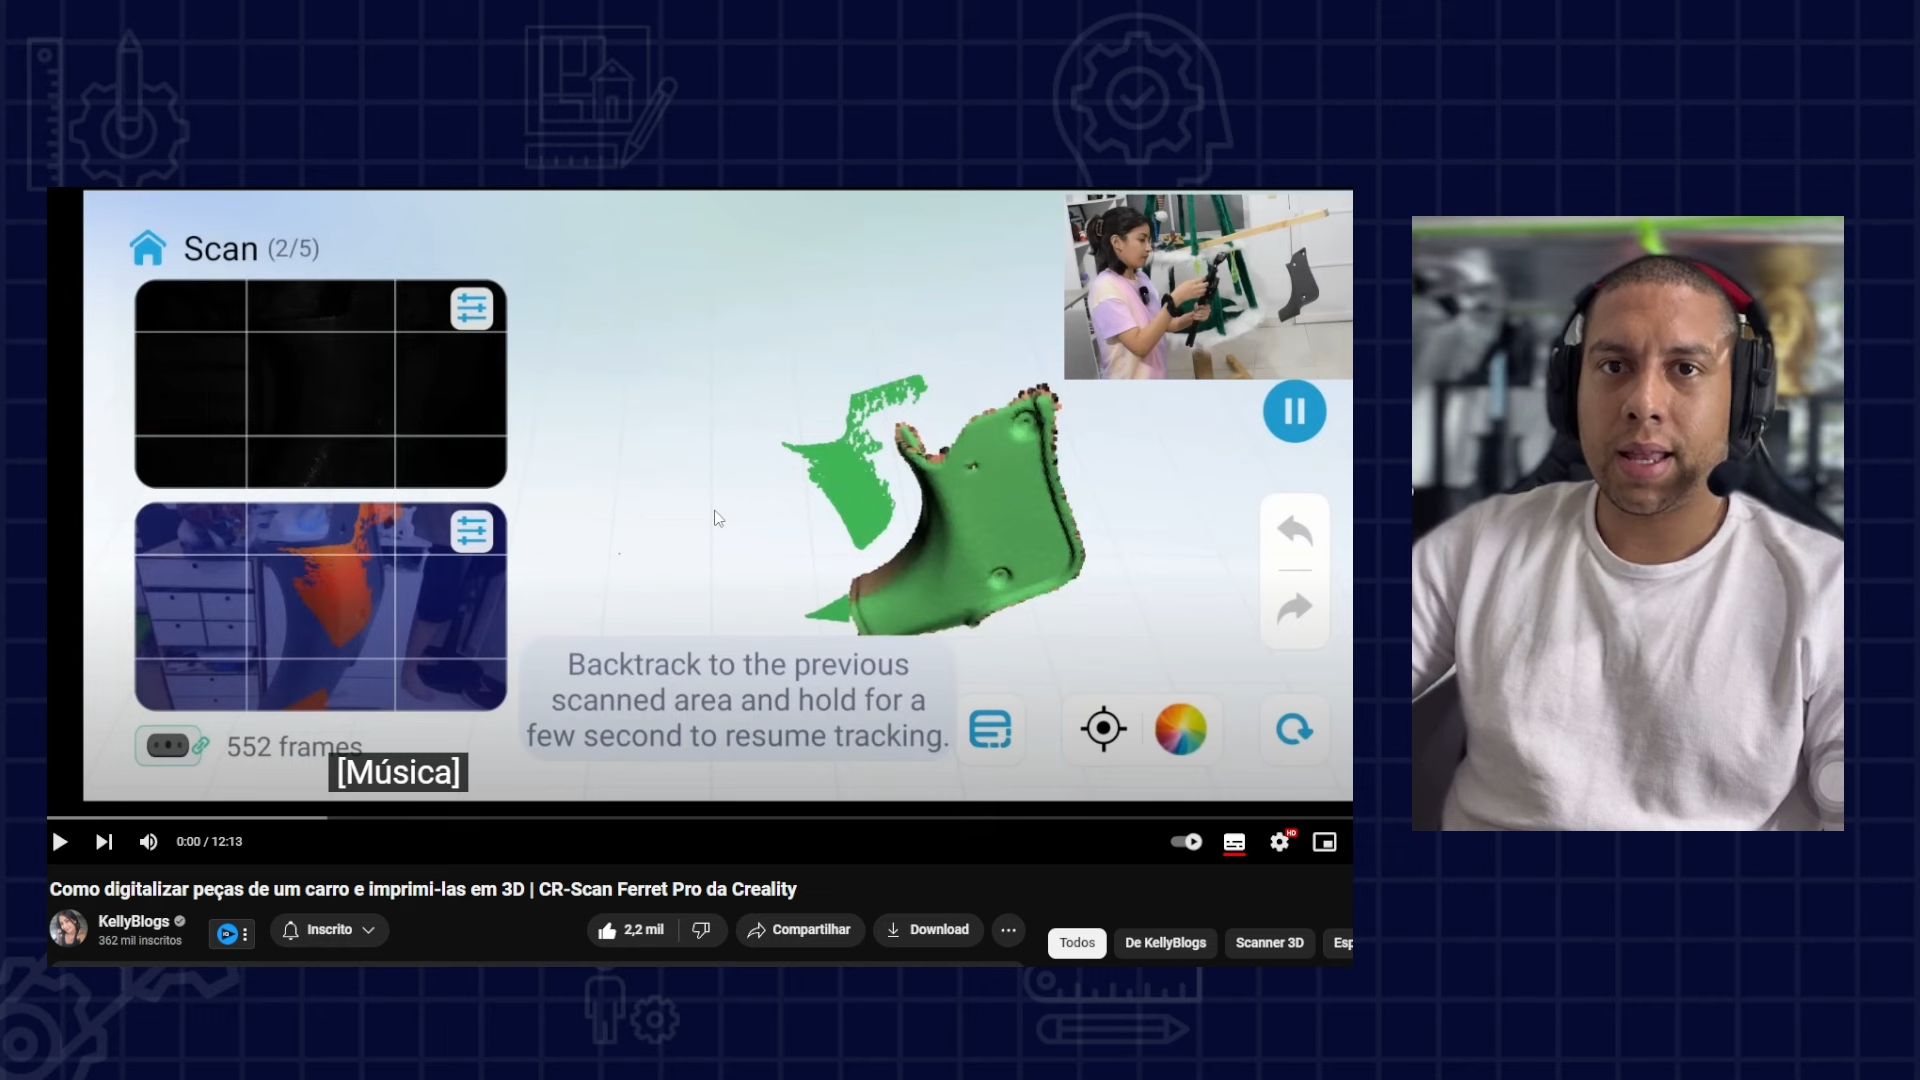 Scan (2/5)
Backtrack to the previous
scanned area and hold for a
few second to resume tracking.
552 frames
[Música]
0:00 / 12:13
HD
Como digitalizar peças de um carro e imprimi-las em 3D | CR-Scan Ferret Pro da Creality
KellyBlogs
362 mil inscritos
Inscrito
2,2 mil
Compartilhar
Download
Todos
De KellyBlogs
Scanner 3D
Esp